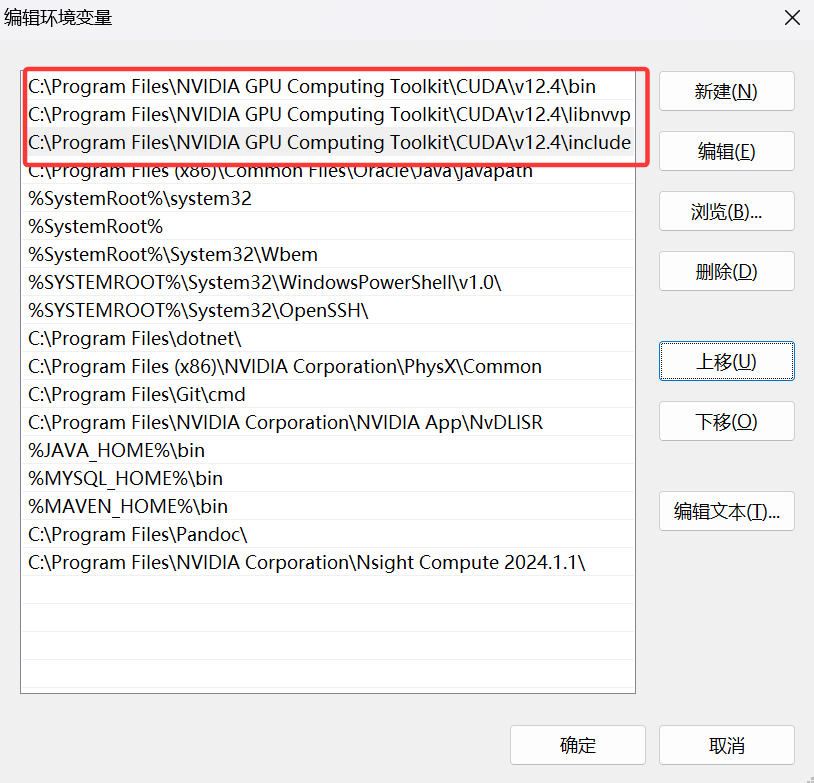 编辑环境变量
C:\Program Files\NVIDIA GPU Computing Toolkit\CUDA\v12.4\bin
C:\Program Files\NVIDIA GPU Computing Toolkit\CUDA\v12.4\libnvvp
C:\Program Files\NVIDIA GPU Computing Toolkit\CUDA\v12.4\include
C:\Program Files (x86)\Common Files\Oracle\Java\javapath
%SystemRoot%\system32
%SystemRoot%
%SystemRoot%\System32\Wbem
%SYSTEMROOT%\System32\WindowsPowerShell\v1.0\
%SYSTEMROOT%\System32\OpenSSH\
C:\Program Files\dotnet\
C:\Program Files (x86)\NVIDIA Corporation\PhysX\Common
C:\Program Files\Git\cmd
C:\Program Files\NVIDIA Corporation\NVIDIA App\NvDLISR
%JAVA_HOME%\bin
%MYSQL_HOME%\bin
%MAVEN_HOME%\bin
C:\Program Files\Pandoc\
C:\Program Files\NVIDIA Corporation\Nsight Compute 2024.1.1\
新建(N)
编辑(E)
浏览(B)...
删除(D)
上移(U)
下移(O)
编辑文本(T)...
确定
取消